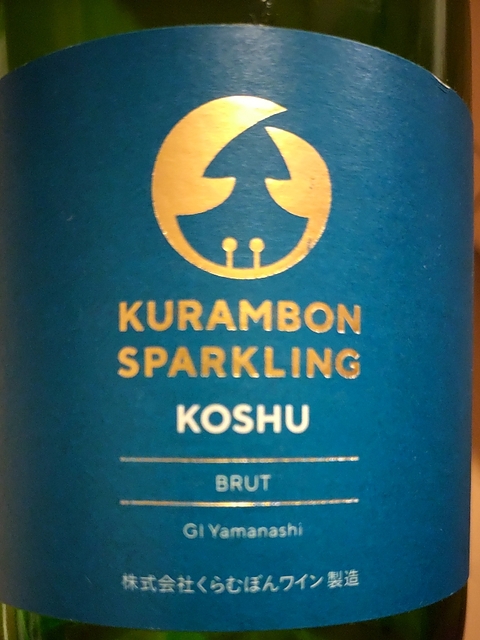 KURAMBON
SPARKLING
KOSHU
BRUT
GI Yamanashi
株式会社くらむぼんワイン 製造